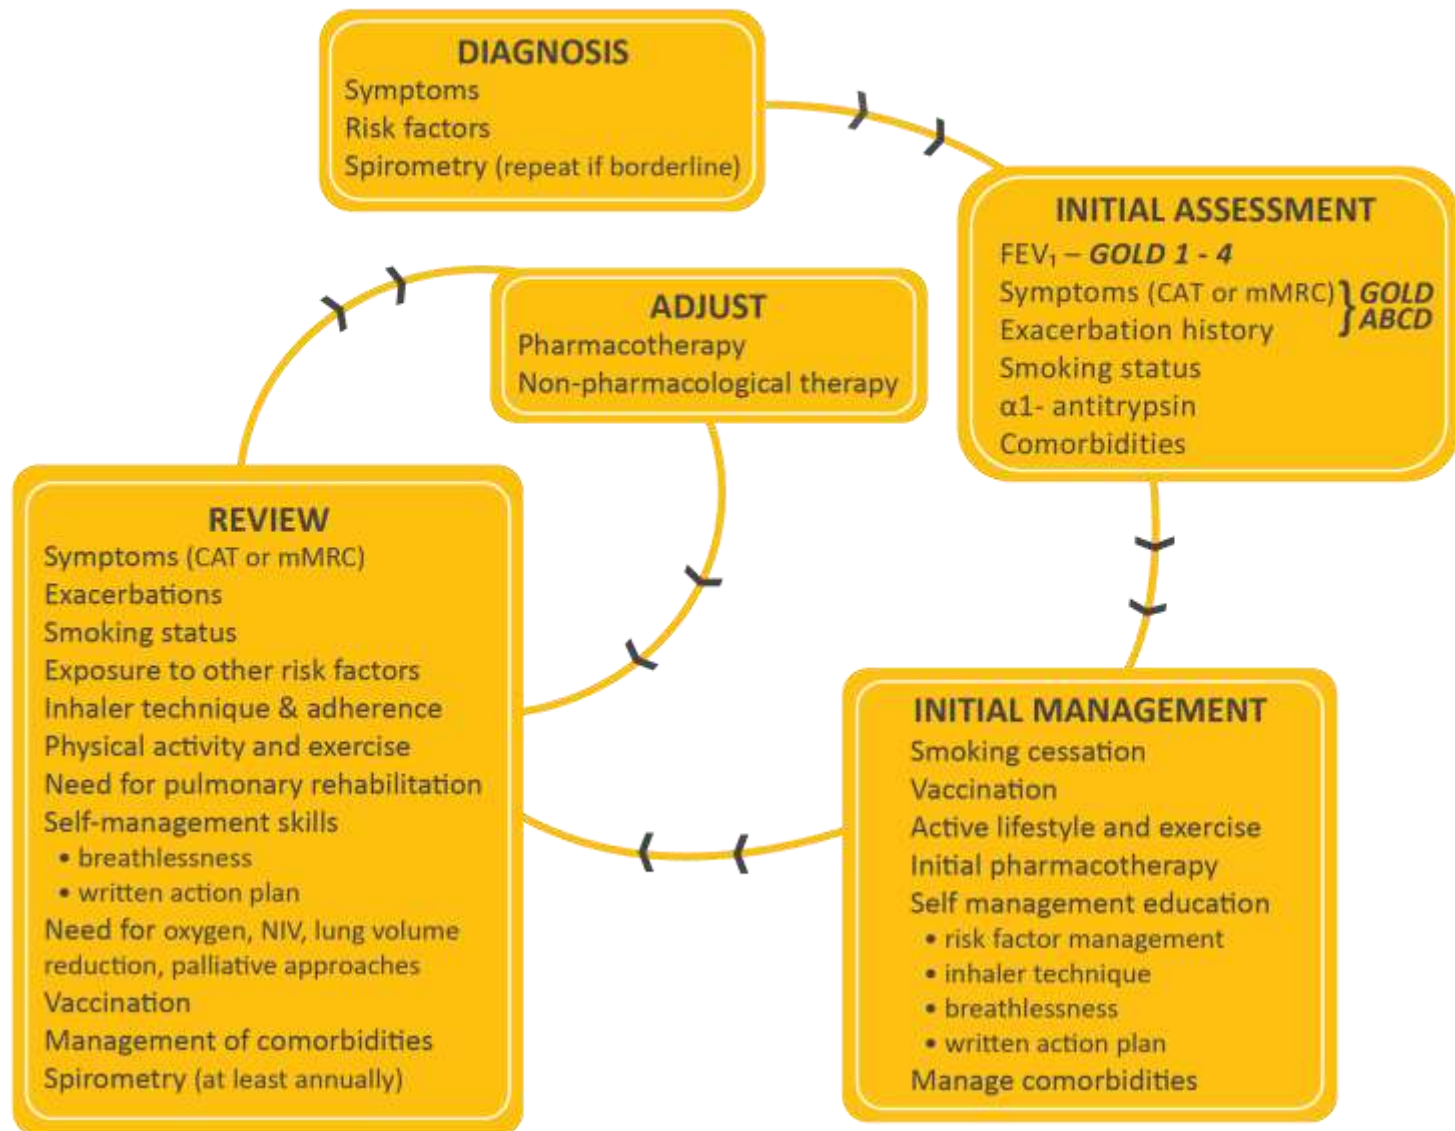 DIAGNOSIS
Symptoms
Risk factors
Spirometry (repeat if borderline)
INITIAL ASSESSMENT
FEV₁ – GOLD 1 - 4
Symptoms (CAT or mMRC) } GOLD
Exacerbation history } ABCD
Smoking status
α1- antitrypsin
Comorbidities
ADJUST
Pharmacotherapy
Non-pharmacological therapy
REVIEW
Symptoms (CAT or mMRC)
Exacerbations
Smoking status
Exposure to other risk factors
Inhaler technique & adherence
Physical activity and exercise
Need for pulmonary rehabilitation
Self-management skills
• breathlessness
• written action plan
Need for oxygen, NIV, lung volume
reduction, palliative approaches
Vaccination
Management of comorbidities
Spirometry (at least annually)
INITIAL MANAGEMENT
Smoking cessation
Vaccination
Active lifestyle and exercise
Initial pharmacotherapy
Self management education
• risk factor management
• inhaler technique
• breathlessness
• written action plan
Manage comorbidities